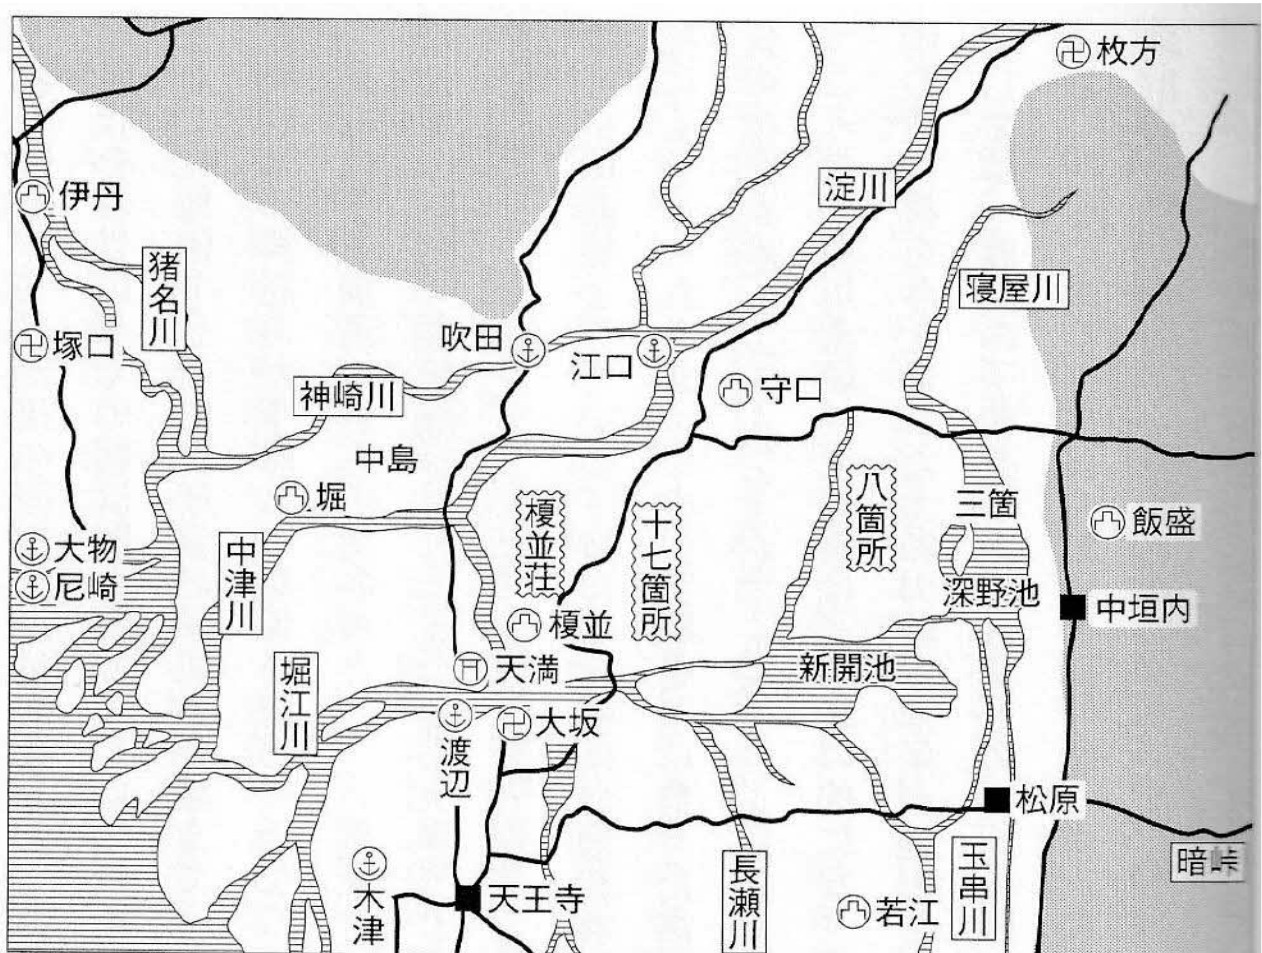 枚方
淀川
伊丹
猪名川
寝屋川
塚口
吹田
江口
守口
神崎川
中島
堀
榎並荘
十七箇所
八箇所
三箇
飯盛
大物
尼崎
中津川
深野池
中垣内
榎並
天満
新開池
堀江川
大坂
渡辺
松原
暗峠
玉串川
長瀬川
木津
天王寺
若江